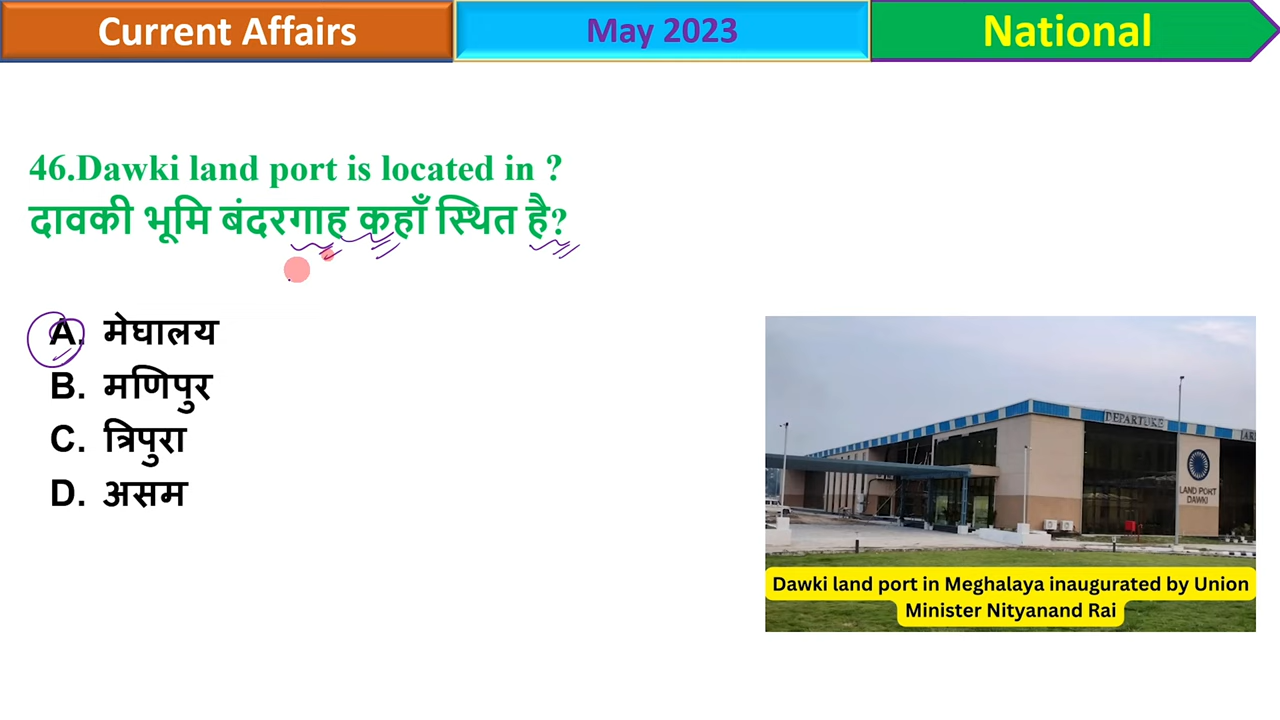 Current Affairs
May 2023
National
46.Dawki land port is located in ?
दावकी भूमि बंदरगाह कहाँ स्थित है?
A. मेघालय
B. मणिपुर
C. त्रिपुरा
D. असम
DEPARTURE
AR
LAND PORT
DAWKI
Dawki land port in Meghalaya inaugurated by Union
Minister Nityanand Rai